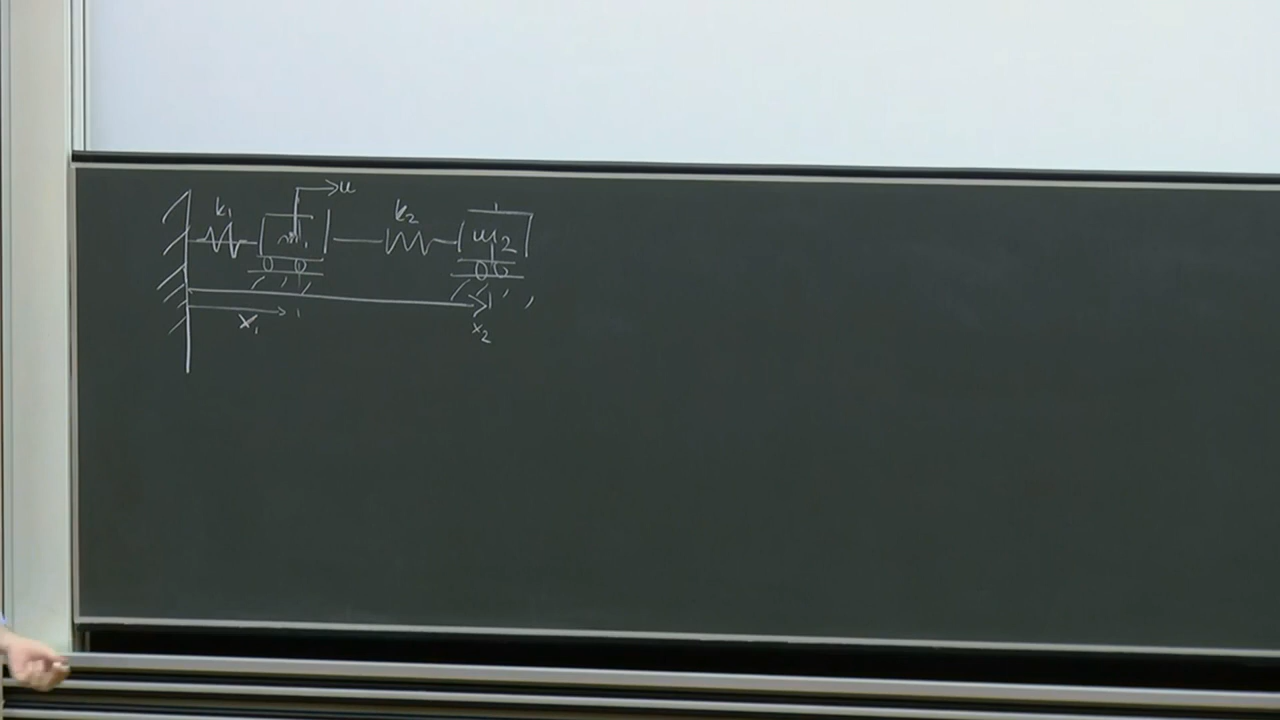 u
k₁ m₁ k₂ m₂
x₁ x₂